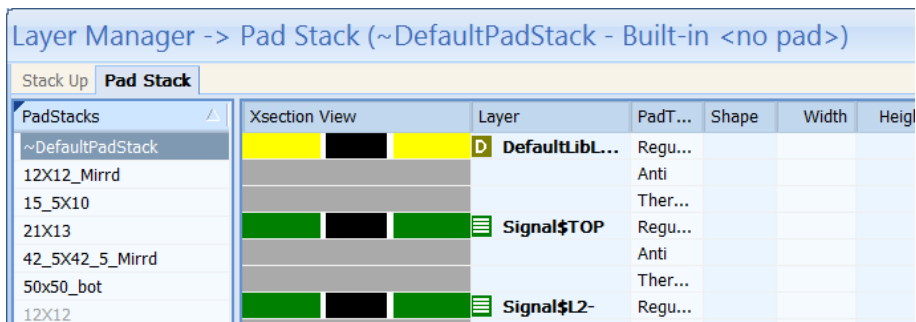 Layer Manager -> Pad Stack (~DefaultPadStack - Built-in <no pad>)
Stack Up Pad Stack
PadStacks Xsection View Layer PadT... Shape Width Heigh
~DefaultPadStack D DefaultLibL... Regu...
12X12_Mirrd Anti
15_5X10 Ther...
21X13 Signal$TOP Regu...
42_5X42_5_Mirrd Anti
50x50_bot Ther...
12X12 Signal$L2- Regu...